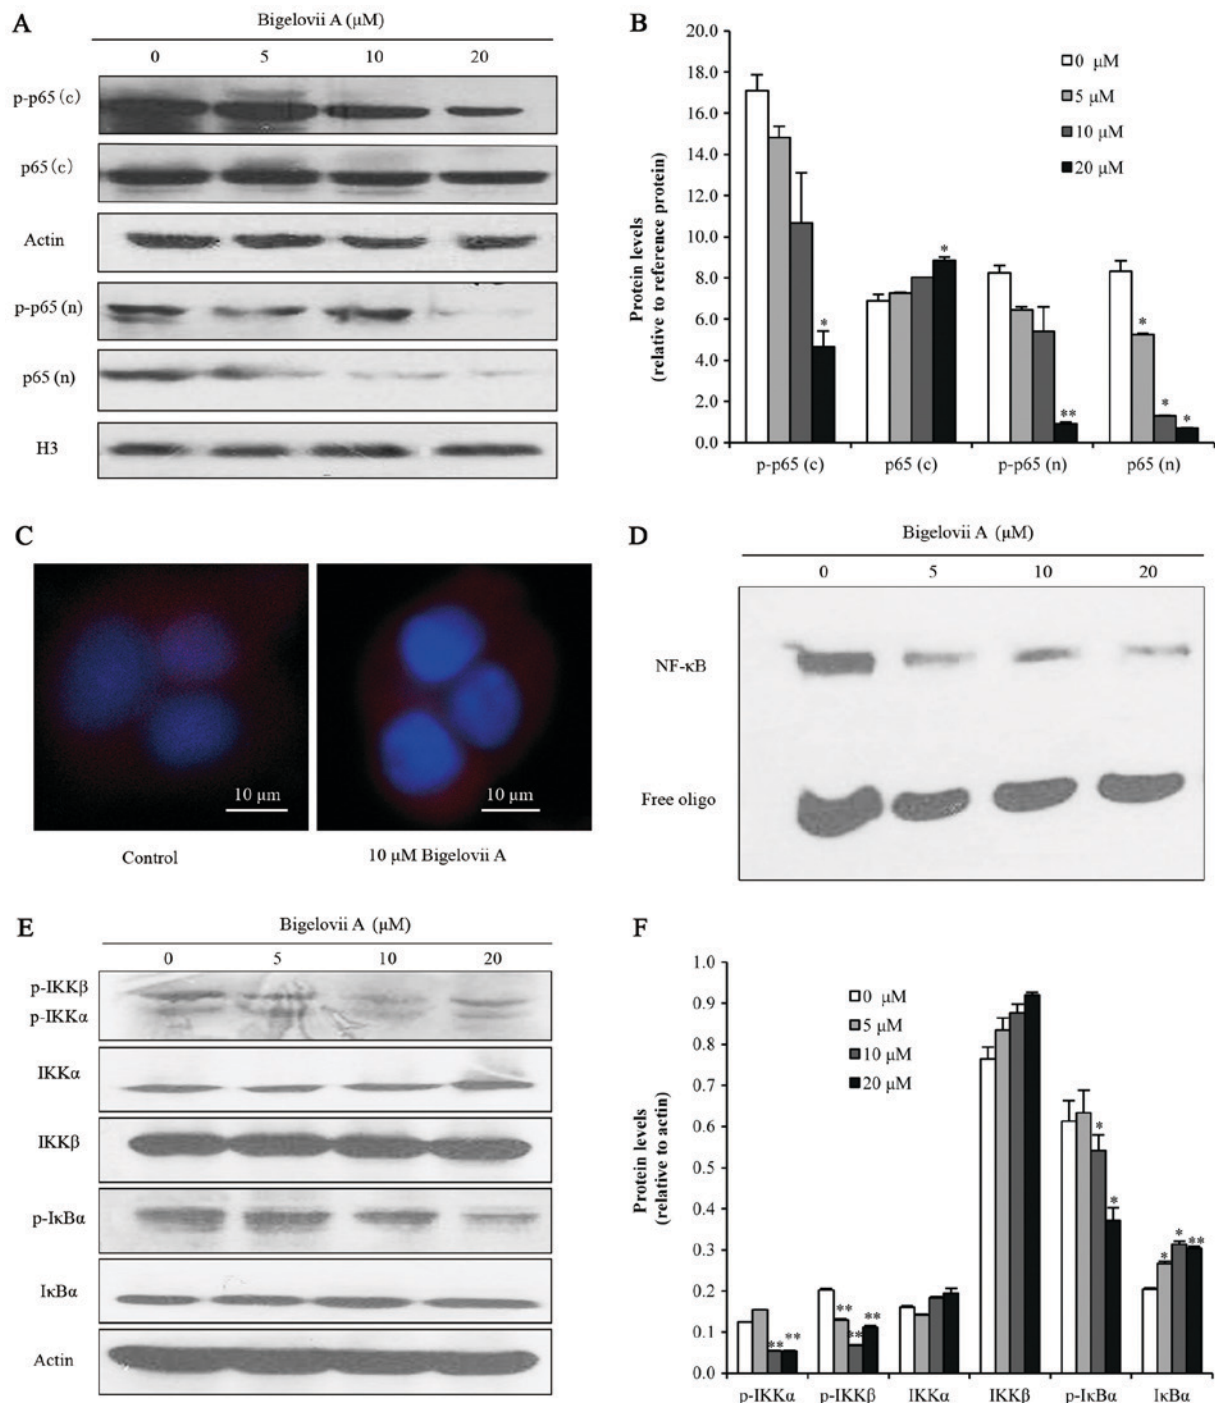 A
Bigelovii A (μM)
0 5 10 20
p-p65 (c)
p65 (c)
Actin
p-p65 (n)
p65 (n)
H3
B
20.0
18.0
16.0
14.0
12.0
10.0
8.0
6.0
4.0
2.0
0.0
Protein levels
(relative to reference protein)
0 μM
5 μM
10 μM
20 μM
*
*
**
*
*
*
p-p65 (c) p65 (c) p-p65 (n) p65 (n)
C
10 μm
10 μm
Control
10 μM Bigelovii A
D
Bigelovii A (μM)
0 5 10 20
NF-κB
Free oligo
E
Bigelovii A (μM)
0 5 10 20
p-IKKβ
p-IKKα
IKKα
IKKβ
p-IκBα
IκBα
Actin
F
1.0
0.9
0.8
0.7
0.6
0.5
0.4
0.3
0.2
0.1
0.0
Protein levels
(relative to actin)
0 μM
5 μM
10 μM
20 μM
**
**
**
**
**
*
*
*
*
**
p-IKKα p-IKKβ IKKα IKKβ p-IκBα IκBα